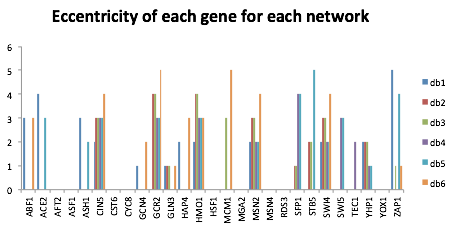 Eccentricity of each gene for each network
6
5
4
3
2
1
0
ABF1
ACE2
AFT2
ASF1
ASH1
CIN5
CST6
CYC8
GCN4
GCR2
GLN3
HAP4
HMO1
HSF1
MCM1
MGA2
MSN2
MSN4
RDS3
SFP1
STB5
SWI4
SWI5
TEC1
YHP1
YOX1
ZAP1
db1
db2
db3
db4
db5
db6